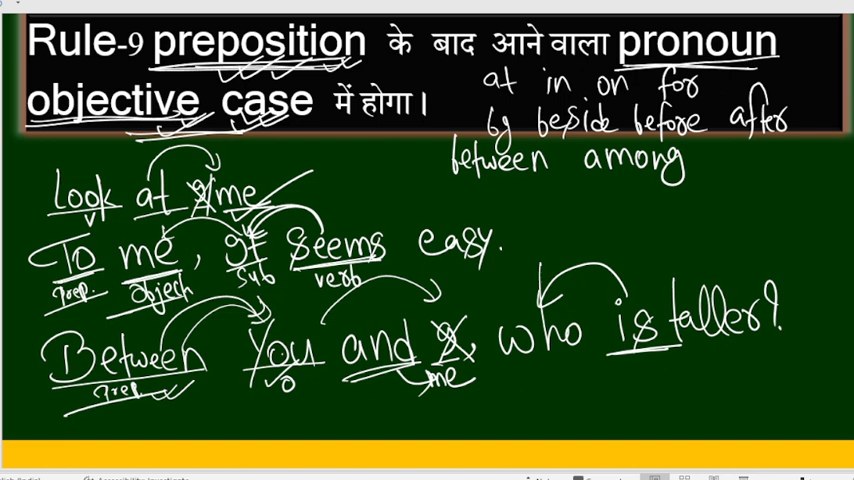 Rule-9 preposition के बाद आने वाला pronoun
objective case में होगा।
at in on for
by beside before after
between among
Look at I me
To me, it seems easy.
Prep. object sub verb
Between You and I, who is taller?
Prep. O me